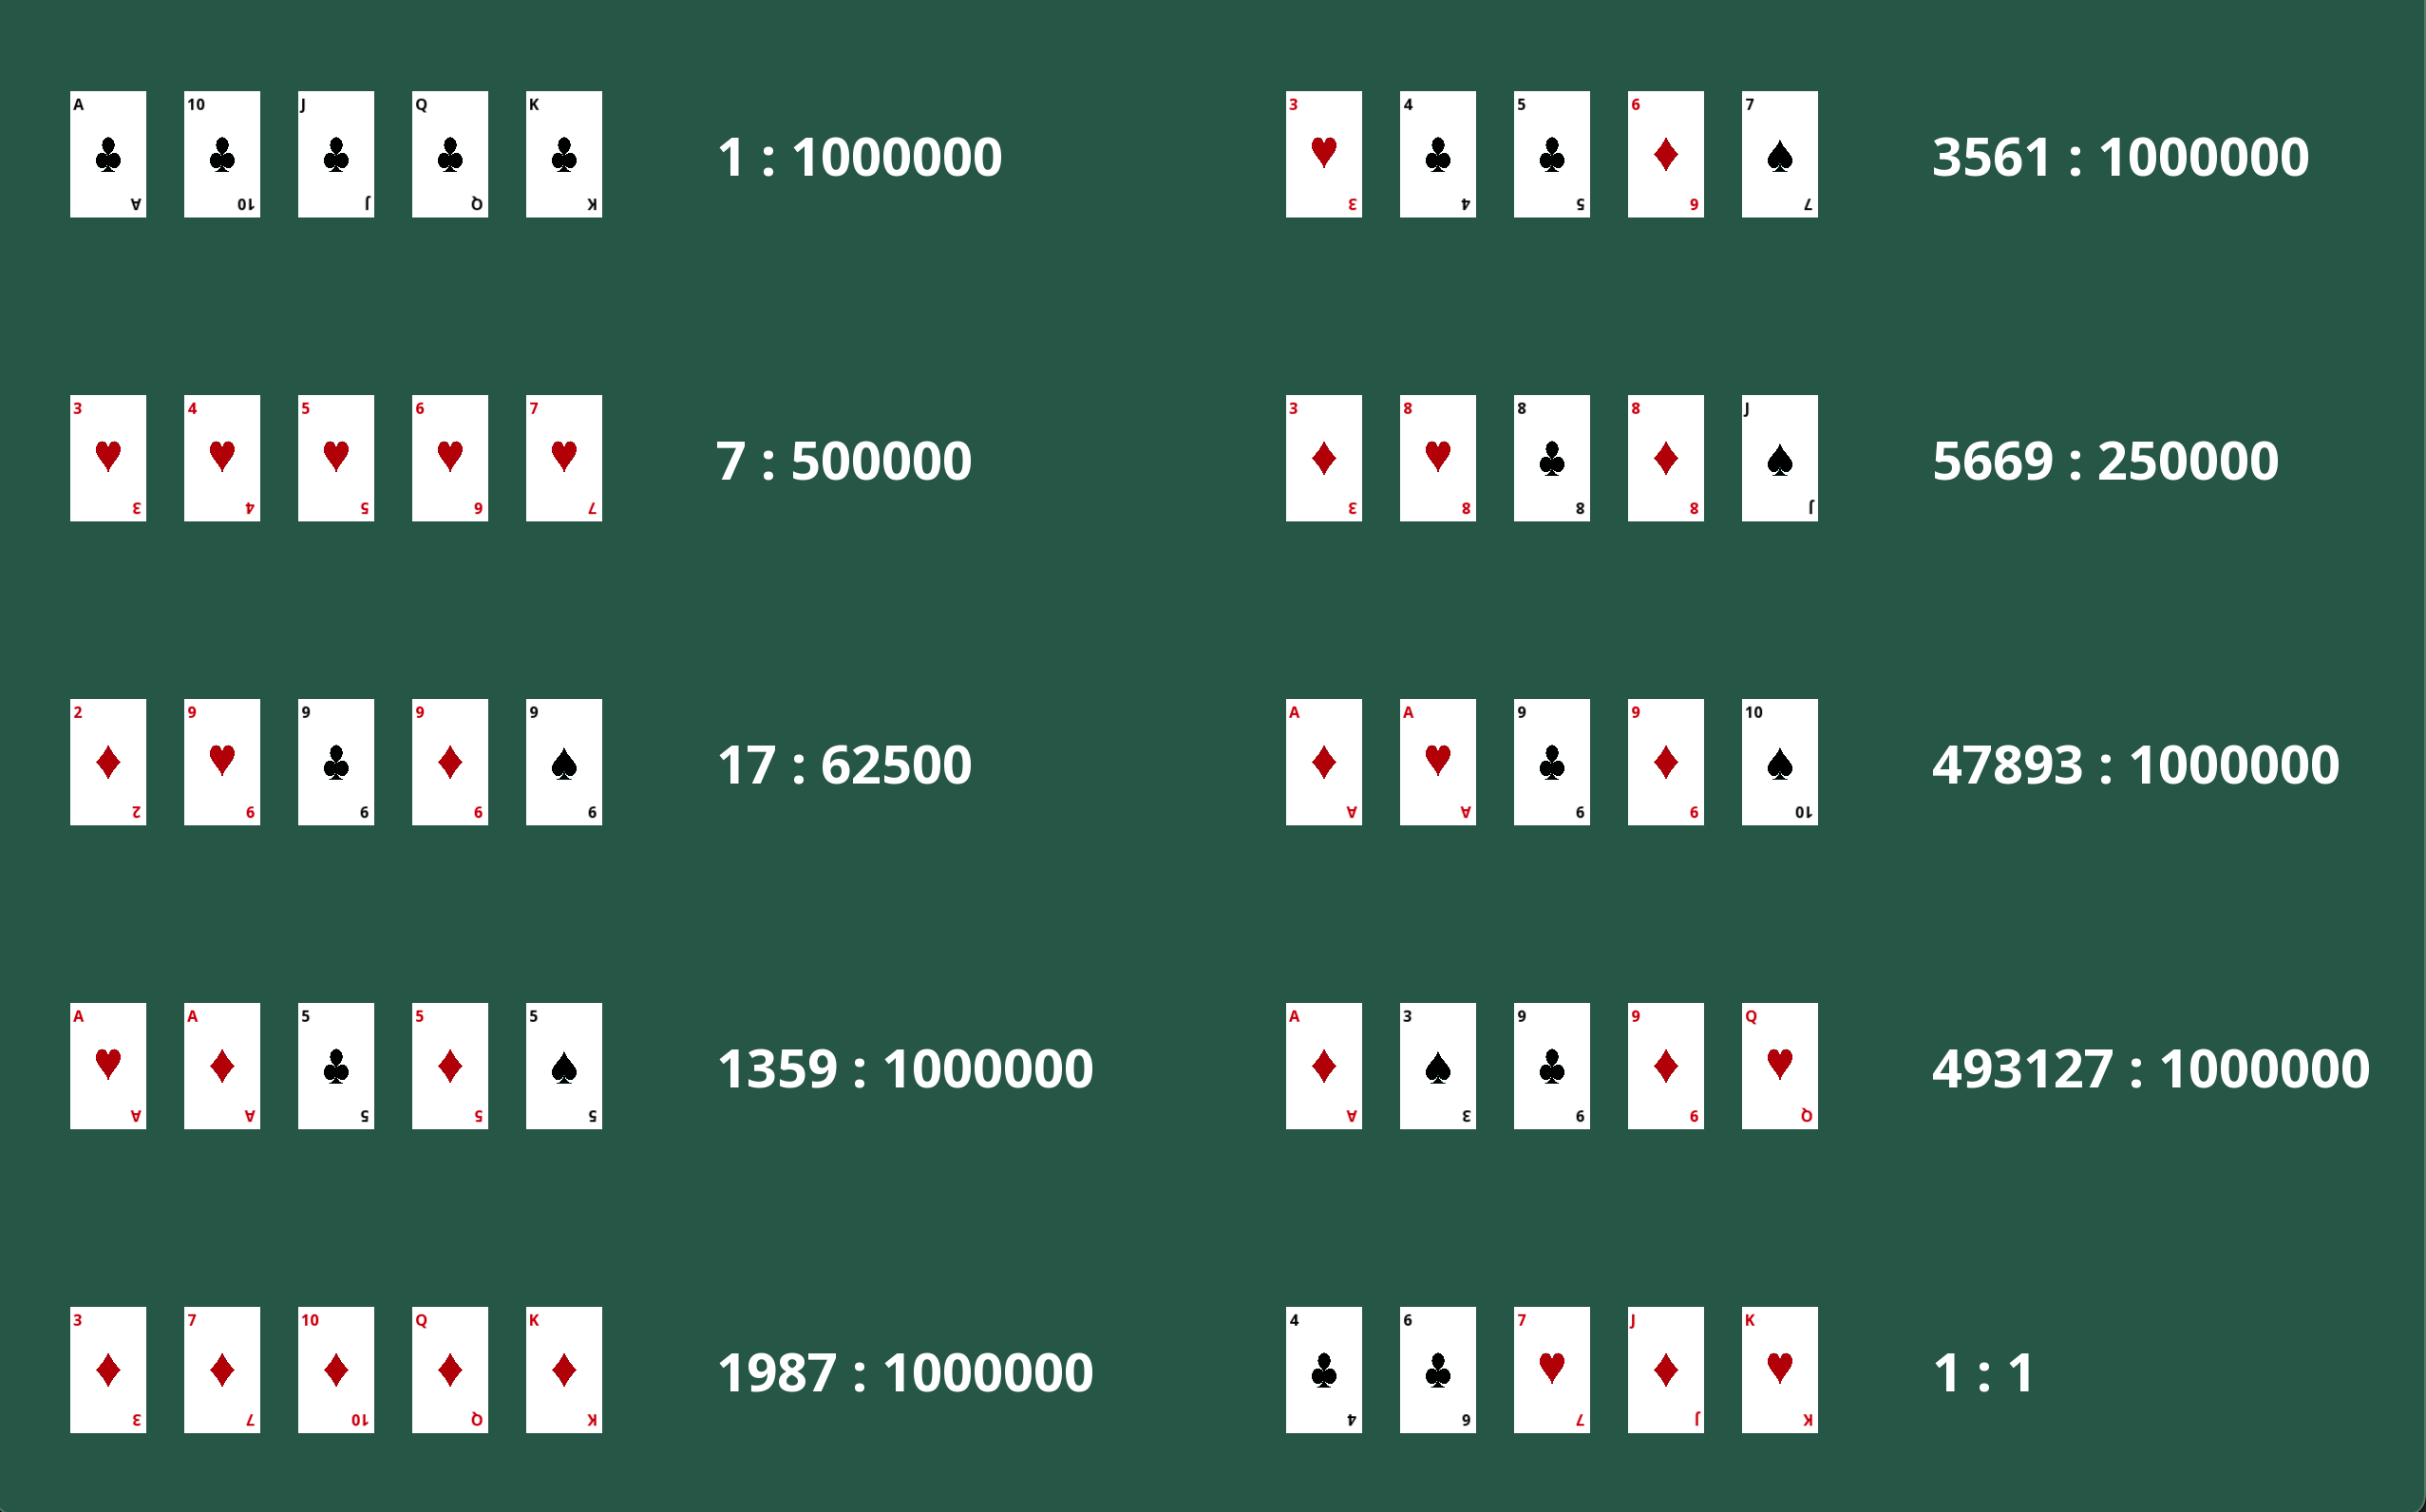 A 10 J Q K
A 10 J Q K
1 : 1000000
3 4 5 6 7
3 4 5 6 7
3561 : 1000000
3 4 5 6 7
3 4 5 6 7
7 : 500000
3 8 8 8 J
3 8 8 8 J
5669 : 250000
2 9 9 9 9
2 9 9 9 9
17 : 62500
A A 9 9 10
A A 9 9 10
47893 : 1000000
A A 5 5 5
A A 5 5 5
1359 : 1000000
A 3 9 9 Q
A 3 9 9 Q
493127 : 1000000
3 7 10 Q K
3 7 10 Q K
1987 : 1000000
4 6 7 J K
4 6 7 J K
1 : 1